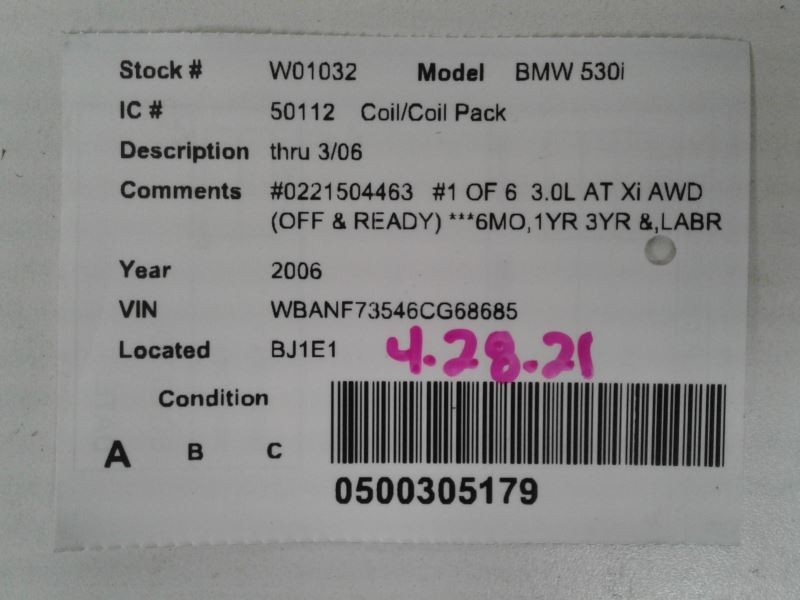 Stock # W01032 Model BMW 530i
IC # 50112 Coil/Coil Pack
Description thru 3/06
Comments #0221504463 #1 OF 6 3.0L AT Xi AWD
(OFF & READY) ***6MO,1YR 3YR &,LABR
Year 2006
VIN WBANF73546CG68685
Located BJ1E1 4.28.21
Condition
A B C
0500305179